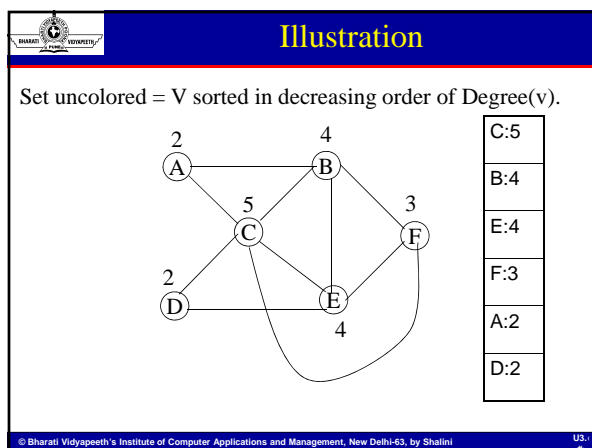 BHARATI VIDYAPEETH
PUNE
Illustration
Set uncolored = V sorted in decreasing order of Degree(v).
2
4
A
B
5
3
C
F
2
D
E
4
C:5
B:4
E:4
F:3
A:2
D:2
© Bharati Vidyapeeth's Institute of Computer Applications and Management, New Delhi-63, by Shalini
U3.